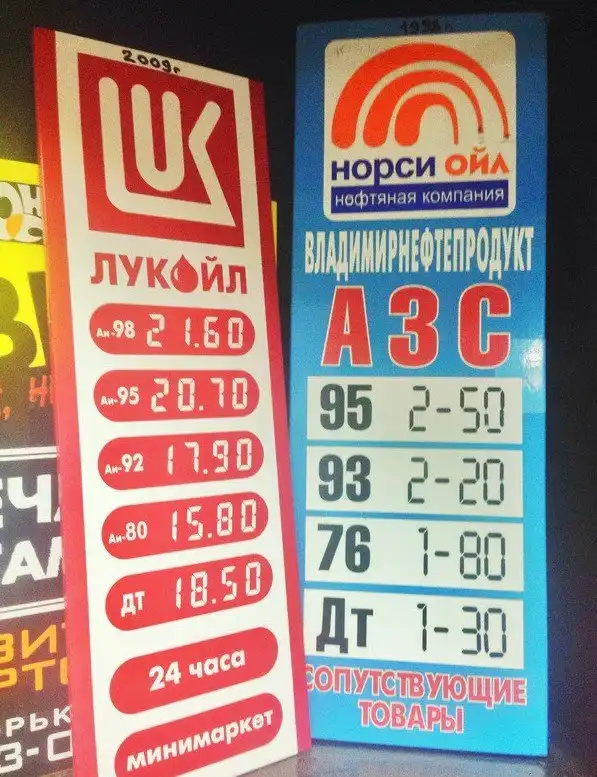 2009г
ЛУКОЙЛ
Аи-98 21.60
Аи-95 20.70
Аи-92 17.90
Аи-80 15.80
ДТ 18.50
24 часа
минимаркет
1998г.
НОРСИ ОЙЛ
нефтяная компания
ВЛАДИМИРНЕФТЕПРОДУКТ
АЗС
95 2-50
93 2-20
76 1-80
Дт 1-30
СОПУТСТВУЮЩИЕ
ТОВАРЫ